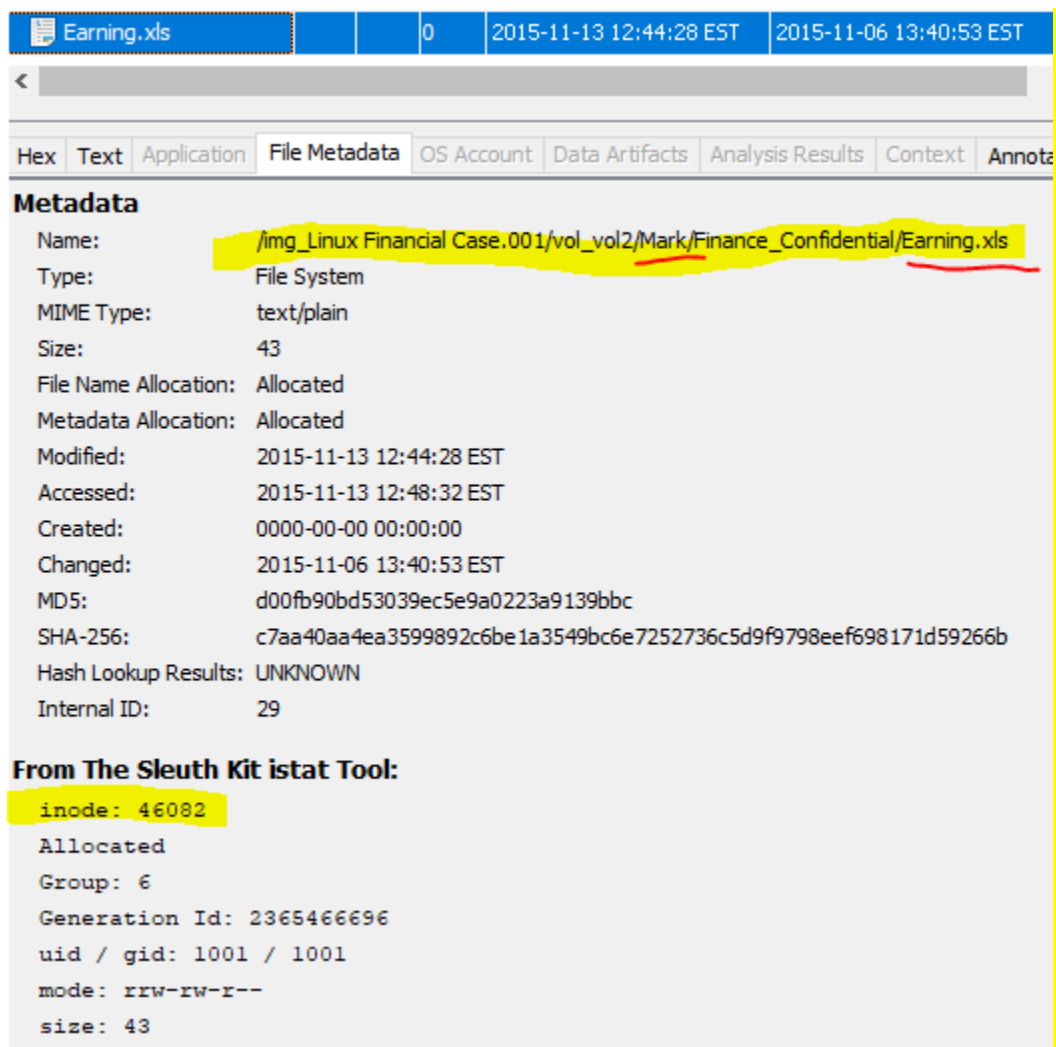 Earning.xls 0 2015-11-13 12:44:28 EST 2015-11-06 13:40:53 EST
<
Hex Text Application File Metadata OS Account Data Artifacts Analysis Results Context Annota
Metadata
Name: /img_Linux Financial Case.001/vol_vol2/Mark/Finance_Confidential/Earning.xls
Type: File System
MIME Type: text/plain
Size: 43
File Name Allocation: Allocated
Metadata Allocation: Allocated
Modified: 2015-11-13 12:44:28 EST
Accessed: 2015-11-13 12:48:32 EST
Created: 0000-00-00 00:00:00
Changed: 2015-11-06 13:40:53 EST
MD5: d00fb90bd53039ec5e9a0223a9139bbc
SHA-256: c7aa40aa4ea3599892c6be1a3549bc6e7252736c5d9f9798eef698171d59266b
Hash Lookup Results: UNKNOWN
Internal ID: 29
From The Sleuth Kit istat Tool:
inode: 46082
Allocated
Group: 6
Generation Id: 2365466696
uid / gid: 1001 / 1001
mode: rrw-rw-r--
size: 43